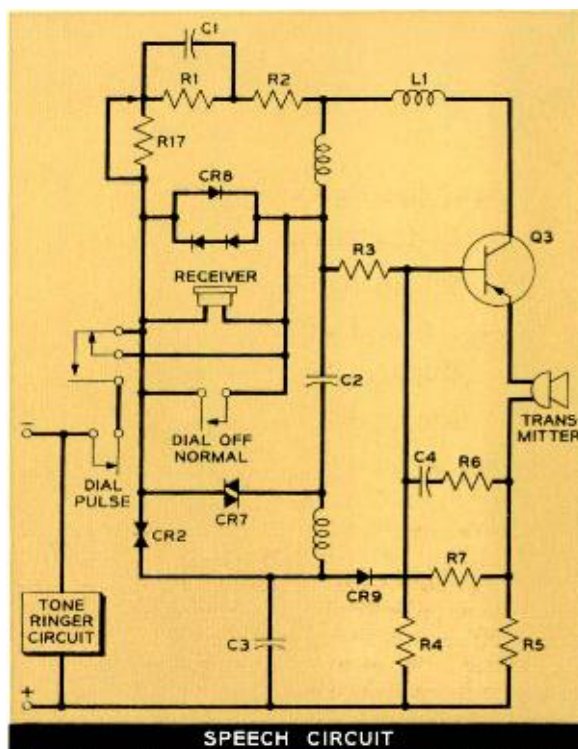 C1
R1
R2
L1
R17
CR8
Q3
R3
RECEIVER
C2
TRANS-
MITTER
DIAL OFF
NORMAL
C4
R6
−
DIAL
PULSE
CR7
CR2
R7
CR9
TONE
RINGER
CIRCUIT
C3
R4
R5
+
SPEECH CIRCUIT